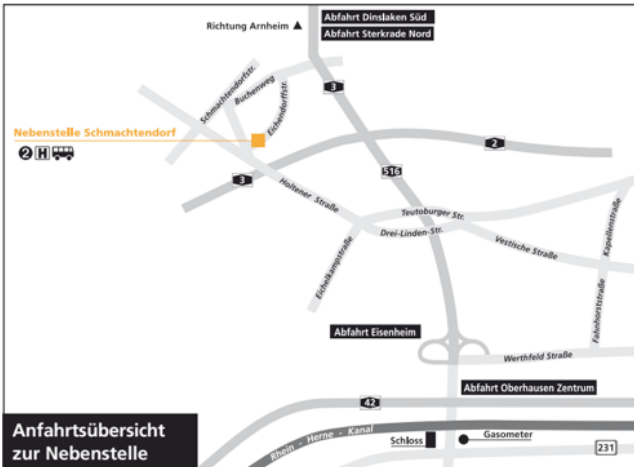 Abfahrt Dinslaken Süd
Richtung Arnheim ▲
Abfahrt Sterkrade Nord
Schmachtendorfstr.
Buchenweg
Eichendorffstr.
3
Nebenstelle Schmachtendorf
2 H
2
3
516
Holtener Straße
Teutoburger Str.
Drei-Linden-Str.
Vestische Straße
Kapellenstraße
Eichelkampstraße
Fahnhorststraße
Abfahrt Eisenheim
Werthfeld Straße
Abfahrt Oberhausen Zentrum
42
Anfahrtsübersicht
zur Nebenstelle
Rhein - Herne - Kanal
Schloss
Gasometer
231